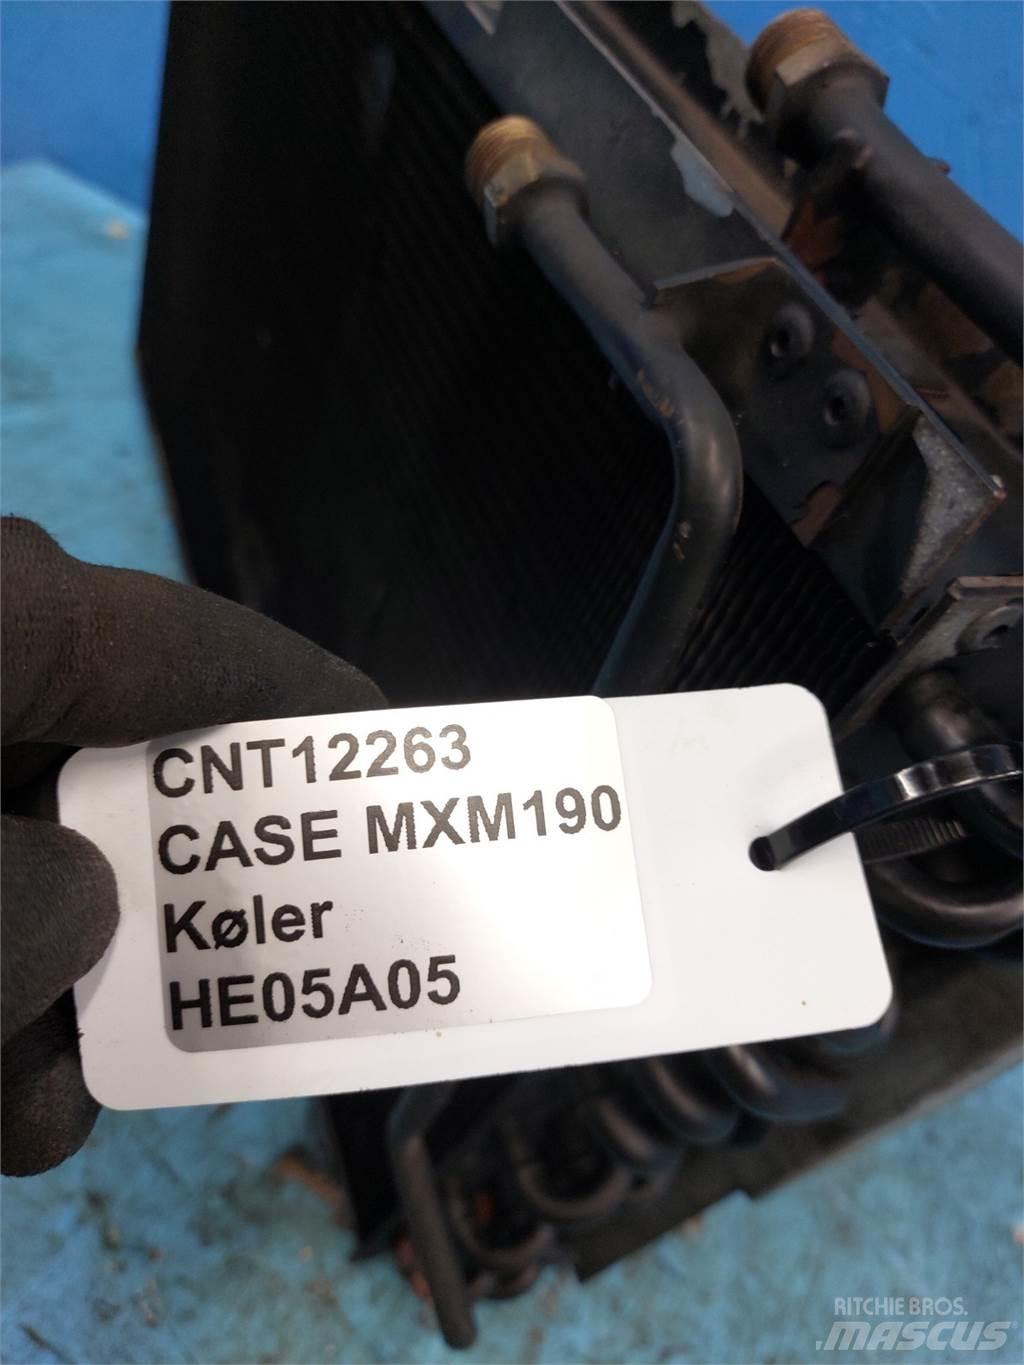 CNT12263
CASE MXM190
Køler
HE05A05
RITCHIE BROS.
MASCUS